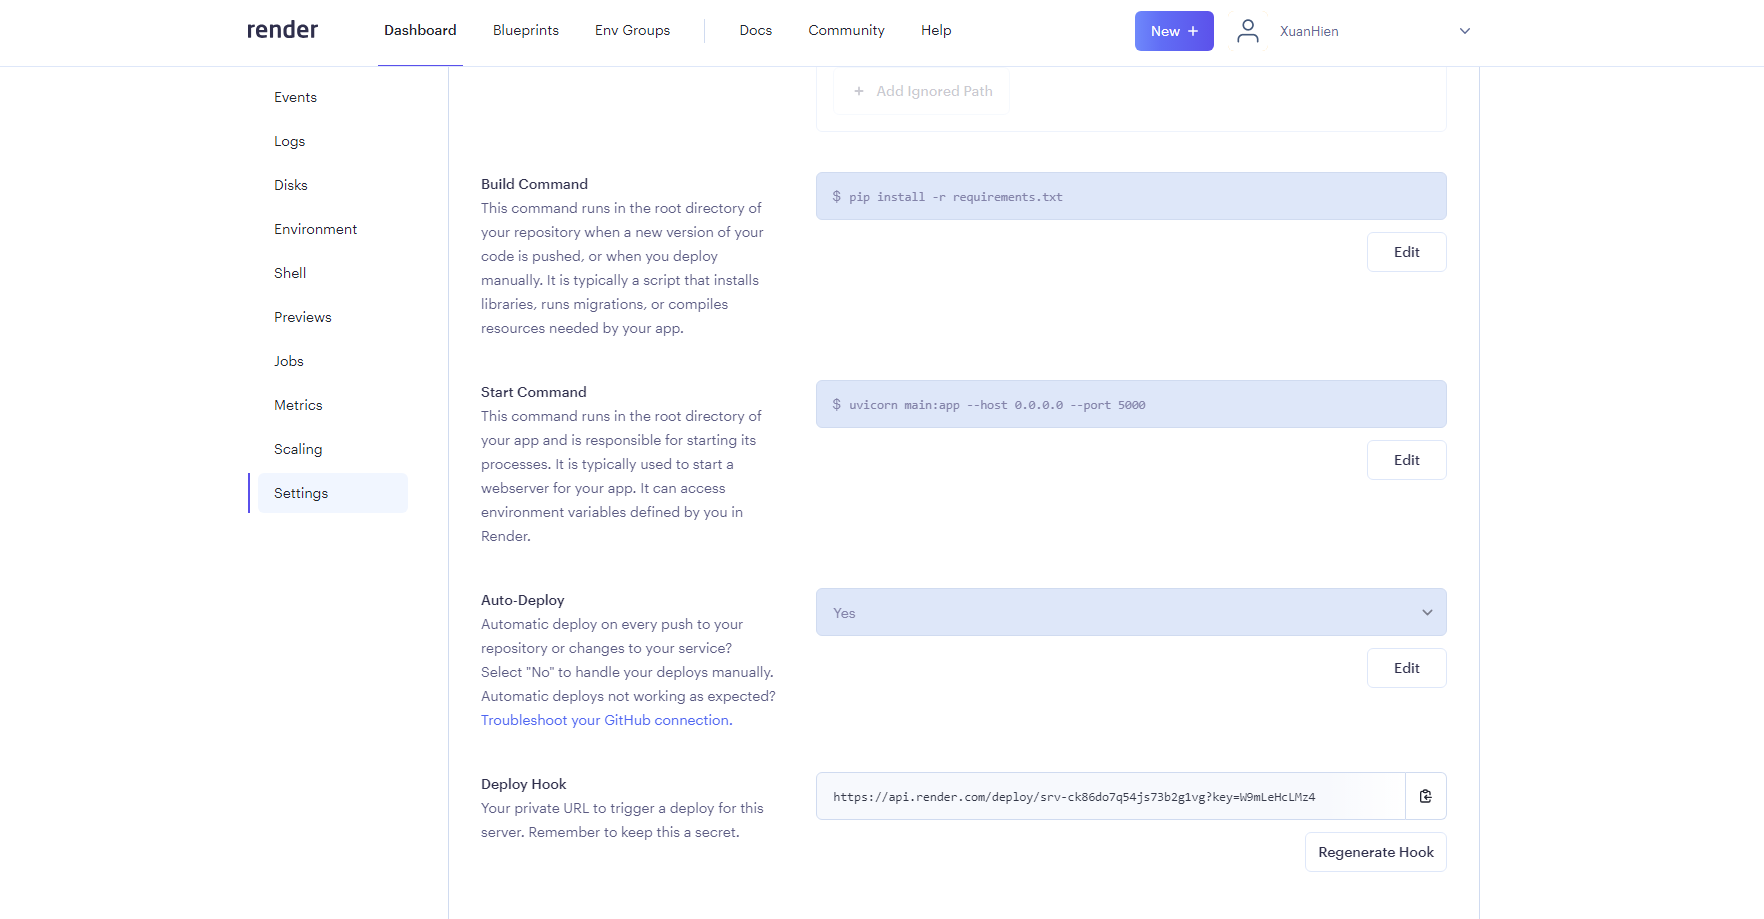 render
Dashboard
Blueprints
Env Groups
Docs
Community
Help
New +
XuanHien
Events
Logs
Disks
Environment
Shell
Previews
Jobs
Metrics
Scaling
Settings
+ Add Ignored Path
Build Command
This command runs in the root directory of
your repository when a new version of your
code is pushed, or when you deploy
manually. It is typically a script that installs
libraries, runs migrations, or compiles
resources needed by your app.
$ pip install -r requirements.txt
Edit
Start Command
This command runs in the root directory of
your app and is responsible for starting its
processes. It is typically used to start a
webserver for your app. It can access
environment variables defined by you in
Render.
$ uvicorn main:app --host 0.0.0.0 --port 5000
Edit
Auto-Deploy
Automatic deploy on every push to your
repository or changes to your service?
Select "No" to handle your deploys manually.
Automatic deploys not working as expected?
Troubleshoot your GitHub connection.
Yes
Edit
Deploy Hook
Your private URL to trigger a deploy for this
server. Remember to keep this a secret.
https://api.render.com/deploy/srv-ck86do7q54js73b2g1vg?key=W9mLeHcLMz4
Regenerate Hook